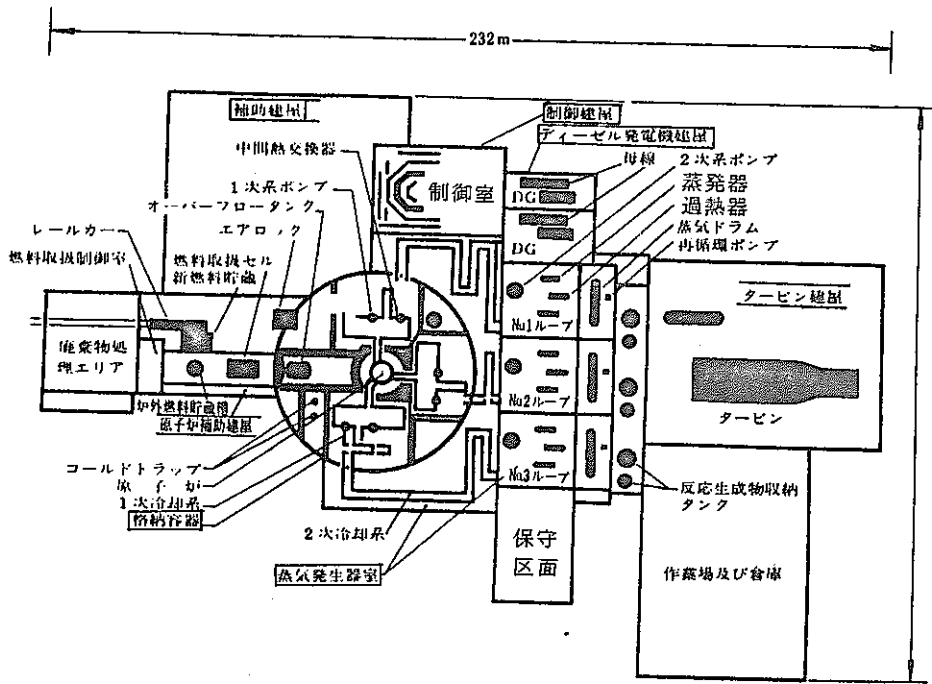 232m
補助建屋
制御建屋
ディーゼル発電機建屋
中間熱交換器
母線
2次系ポンプ
1次系ポンプ
制御室
DG
蒸発器
オーバーフロータンク
過熱器
エアロック
DG
蒸気ドラム
レールカー
再循環ポンプ
燃料取扱制御室
燃料取扱セル
新燃料貯蔵
タービン建屋
№1ループ
廃棄物処
理エリア
№2ループ
炉外燃料貯蔵槽
原子炉補助建屋
タービン
№3ループ
コールドトラップ
原子炉
1次冷却系
格納容器
2次冷却系
反応生成物収納
タンク
保守
区画
蒸気発生器室
作業場及び倉庫